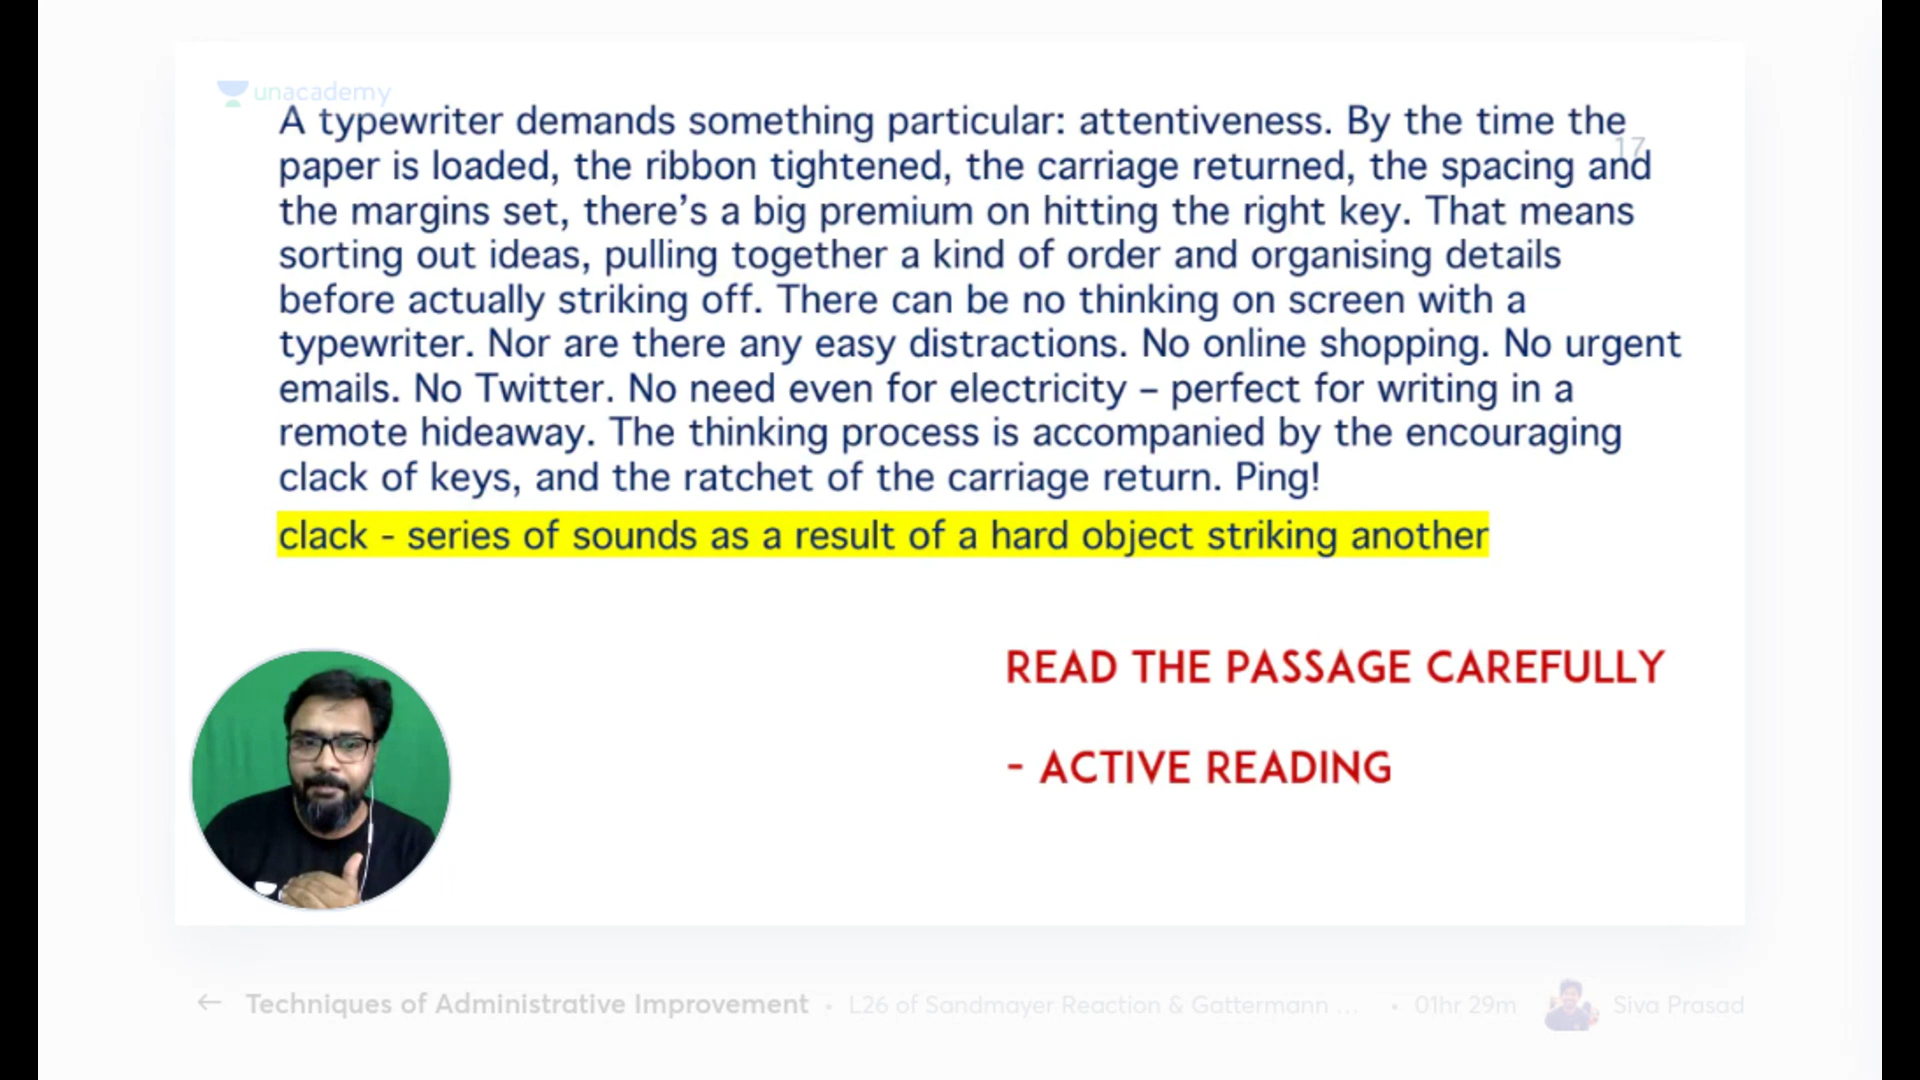 unacademy
A typewriter demands something particular: attentiveness. By the time the
17
paper is loaded, the ribbon tightened, the carriage returned, the spacing and
the margins set, there’s a big premium on hitting the right key. That means
sorting out ideas, pulling together a kind of order and organising details
before actually striking off. There can be no thinking on screen with a
typewriter. Nor are there any easy distractions. No online shopping. No urgent
emails. No Twitter. No need even for electricity – perfect for writing in a
remote hideaway. The thinking process is accompanied by the encouraging
clack of keys, and the ratchet of the carriage return. Ping!
clack - series of sounds as a result of a hard object striking another
READ THE PASSAGE CAREFULLY
- ACTIVE READING
← Techniques of Administrative Improvement • L26 of Sandmayer Reaction & Gattermann ... • 01hr 29m Siva Prasad